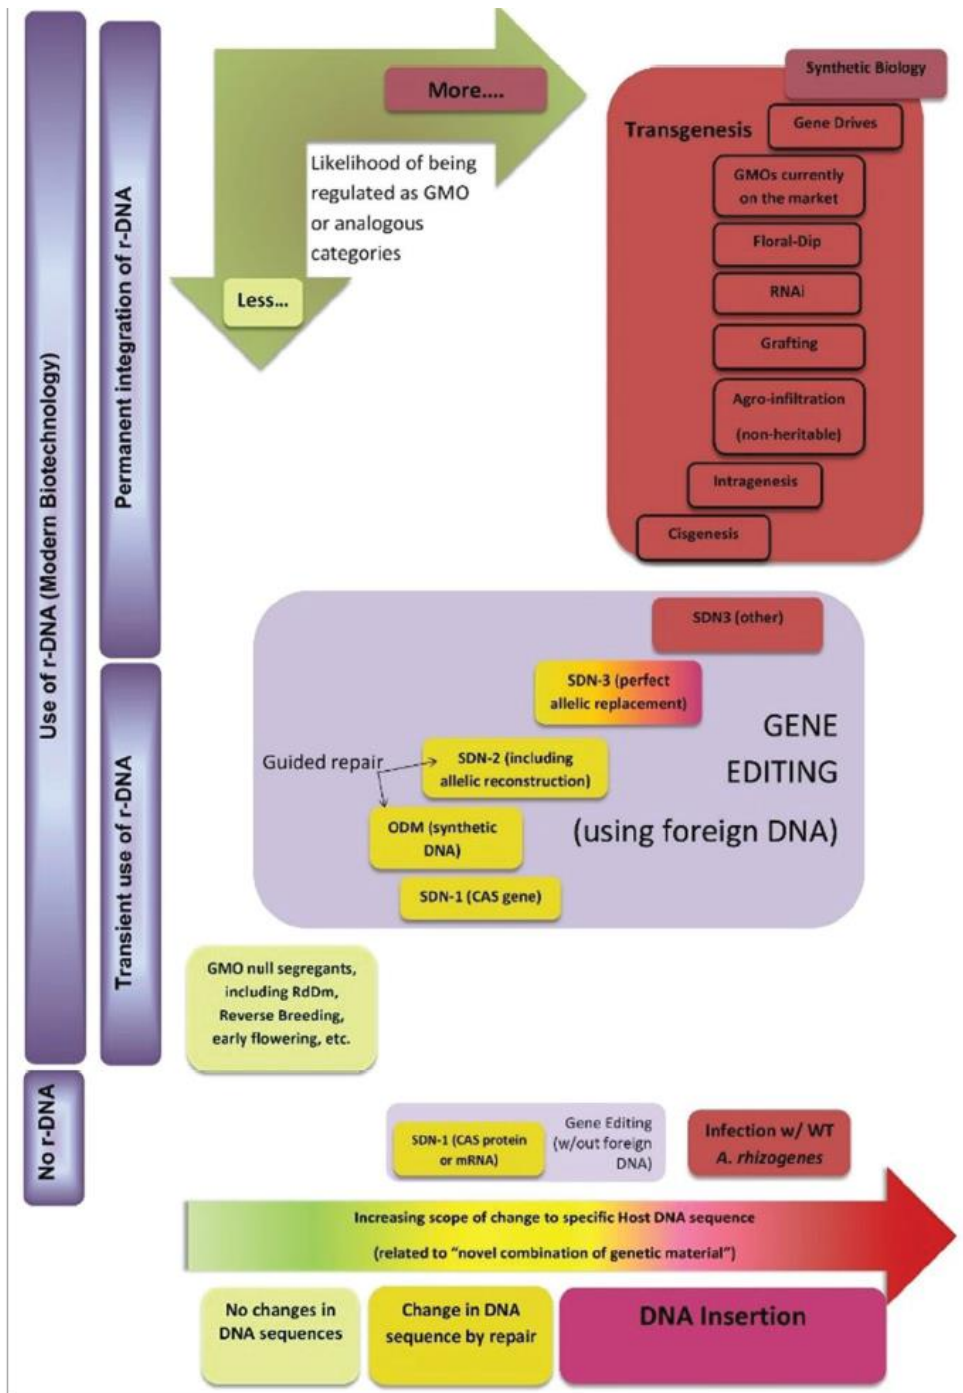 Use of r-DNA (Modern Biotechnology)
No r-DNA
Permanent integration of r-DNA
Transient use of r-DNA
More....
Likelihood of being
regulated as GMO
or analogous
categories
Less...
Synthetic Biology
Transgenesis
Gene Drives
GMOs currently
on the market
Floral-Dip
RNAi
Grafting
Agro-infiltration
(non-heritable)
Intragenesis
Cisgenesis
SDN3 (other)
SDN-3 (perfect
allelic replacement)
GENE
EDITING
(using foreign DNA)
Guided repair
SDN-2 (including
allelic reconstruction)
ODM (synthetic
DNA)
SDN-1 (CAS gene)
GMO null segregants,
including RdDm,
Reverse Breeding,
early flowering, etc.
SDN-1 (CAS protein
or mRNA)
Gene Editing
(w/out foreign
DNA)
Infection w/ WT
A. rhizogenes
Increasing scope of change to specific Host DNA sequence
(related to “novel combination of genetic material”)
No changes in
DNA sequences
Change in DNA
sequence by repair
DNA Insertion